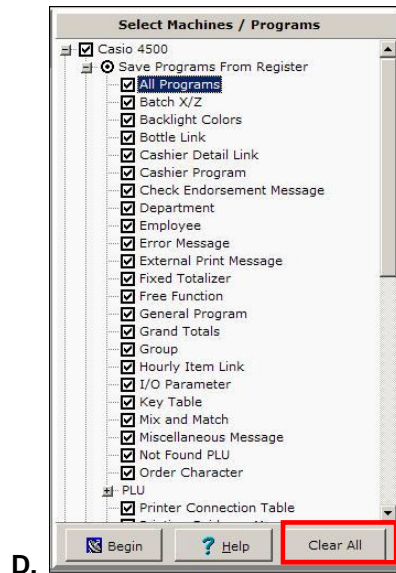 Select Machines / Programs
Casio 4500
Save Programs From Register
All Programs
Batch X/Z
Backlight Colors
Bottle Link
Cashier Detail Link
Cashier Program
Check Endorsement Message
Department
Employee
Error Message
External Print Message
Fixed Totalizer
Free Function
General Program
Grand Totals
Group
Hourly Item Link
I/O Parameter
Key Table
Mix and Match
Miscellaneous Message
Not Found PLU
Order Character
PLU
Printer Connection Table
Begin
Help
Clear All
D.